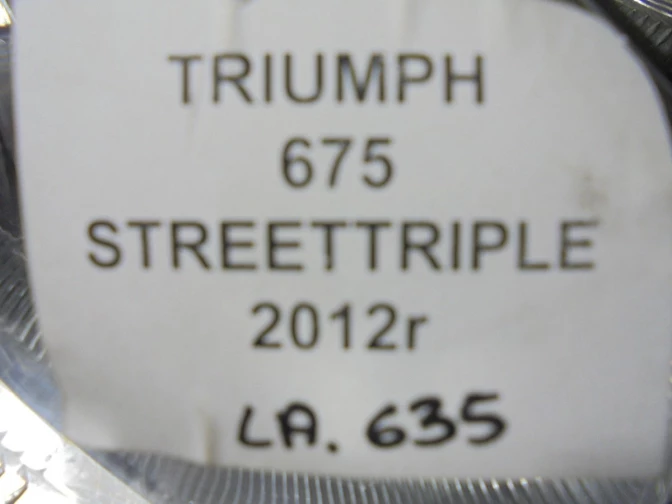 TRIUMPH
675
STREETTRIPLE
2012r
LA. 635